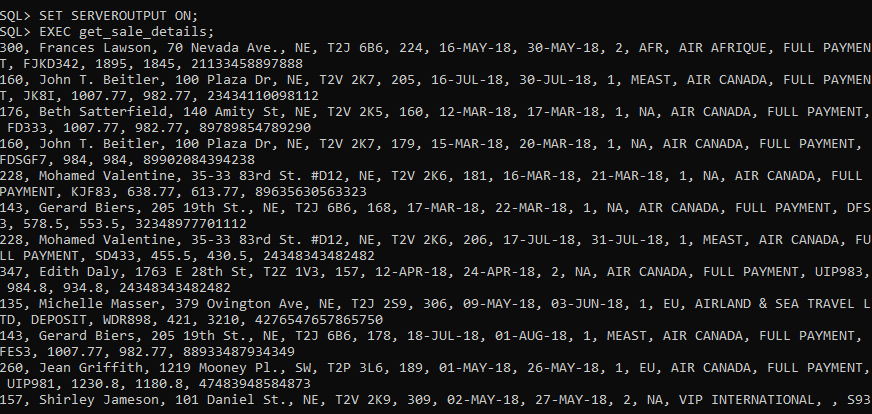 SQL> SET SERVEROUTPUT ON;
SQL> EXEC get_sale_details;
300, Frances Lawson, 70 Nevada Ave., NE, T2J 6B6, 224, 16-MAY-18, 30-MAY-18, 2, AFR, AIR AFRIQUE, FULL PAYMEN
T, FJKD342, 1895, 1845, 21133458897888
160, John T. Beitler, 100 Plaza Dr, NE, T2V 2K7, 205, 16-JUL-18, 30-JUL-18, 1, MEAST, AIR CANADA, FULL PAYMEN
T, JK8I, 1007.77, 982.77, 23434110098112
176, Beth Satterfield, 140 Amity St, NE, T2V 2K5, 160, 12-MAR-18, 17-MAR-18, 1, NA, AIR CANADA, FULL PAYMENT,
 FD333, 1007.77, 982.77, 89789854789290
160, John T. Beitler, 100 Plaza Dr, NE, T2V 2K7, 179, 15-MAR-18, 20-MAR-18, 1, NA, AIR CANADA, FULL PAYMENT,
FDSGF7, 984, 984, 89902084394238
228, Mohamed Valentine, 35-33 83rd St. #D12, NE, T2V 2K6, 181, 16-MAR-18, 21-MAR-18, 1, NA, AIR CANADA, FULL
PAYMENT, KJF83, 638.77, 613.77, 89635630563323
143, Gerard Biers, 205 19th St., NE, T2J 6B6, 168, 17-MAR-18, 22-MAR-18, 1, NA, AIR CANADA, FULL PAYMENT, DFS
3, 578.5, 553.5, 32348977701112
228, Mohamed Valentine, 35-33 83rd St. #D12, NE, T2V 2K6, 206, 17-JUL-18, 31-JUL-18, 1, MEAST, AIR CANADA, FU
LL PAYMENT, SD433, 455.5, 430.5, 24348343482482
347, Edith Daly, 1763 E 28th St, T2Z 1V3, 157, 12-APR-18, 24-APR-18, 2, NA, AIR CANADA, FULL PAYMENT, UIP983,
 984.8, 934.8, 24348343482482
135, Michelle Masser, 379 Ovington Ave, NE, T2J 2S9, 306, 09-MAY-18, 03-JUN-18, 1, EU, AIRLAND & SEA TRAVEL L
TD, DEPOSIT, WDR898, 421, 3210, 4276547657865750
143, Gerard Biers, 205 19th St., NE, T2J 6B6, 178, 18-JUL-18, 01-AUG-18, 1, MEAST, AIR CANADA, FULL PAYMENT,
FES3, 1007.77, 982.77, 88933487934349
260, Jean Griffith, 1219 Mooney Pl., SW, T2P 3L6, 189, 01-MAY-18, 26-MAY-18, 1, EU, AIR CANADA, FULL PAYMENT,
 UIP981, 1230.8, 1180.8, 47483948584873
157, Shirley Jameson, 101 Daniel St., NE, T2V 2K9, 309, 02-MAY-18, 27-MAY-18, 2, NA, VIP INTERNATIONAL, , S93